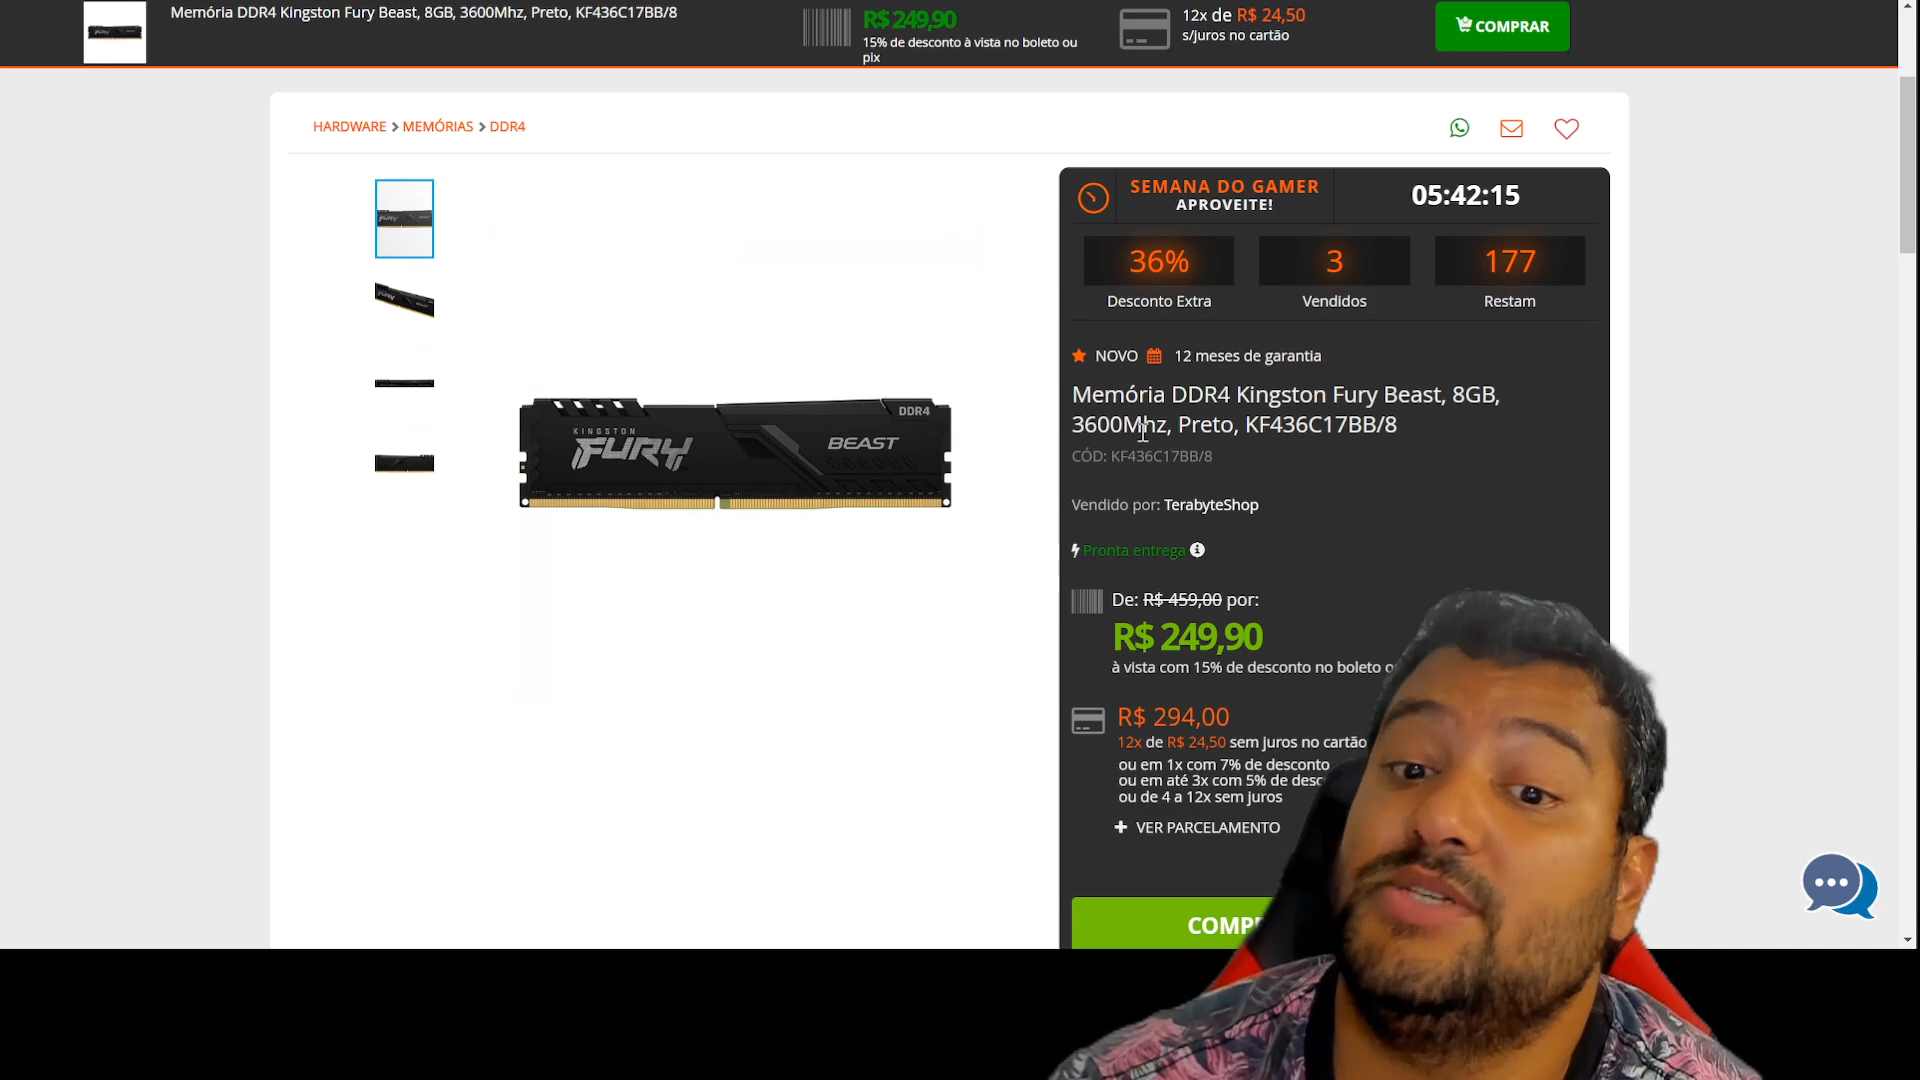 Memória DDR4 Kingston Fury Beast, 8GB, 3600Mhz, Preto, KF436C17BB/8
R$ 249,90
15% de desconto à vista no boleto ou
pix
12x de R$ 24,50
s/juros no cartão
COMPRAR
HARDWARE > MEMÓRIAS > DDR4
SEMANA DO GAMER
APROVEITE!
05:42:15
36%
Desconto Extra
3
Vendidos
177
Restam
NOVO 12 meses de garantia
Memória DDR4 Kingston Fury Beast, 8GB,
3600Mhz, Preto, KF436C17BB/8
CÓD: KF436C17BB/8
Vendido por: TerabyteShop
Pronta entrega
De: R$ 459,00 por:
R$ 249,90
à vista com 15% de desconto no boleto
R$ 294,00
12x de R$ 24,50 sem juros no cartão
ou em 1x com 7% de desconto
ou em até 3x com 5% de
ou de 4 a 12x sem juros
+ VER PARCELAMENTO
KINGSTON
FURY
BEAST
DDR4